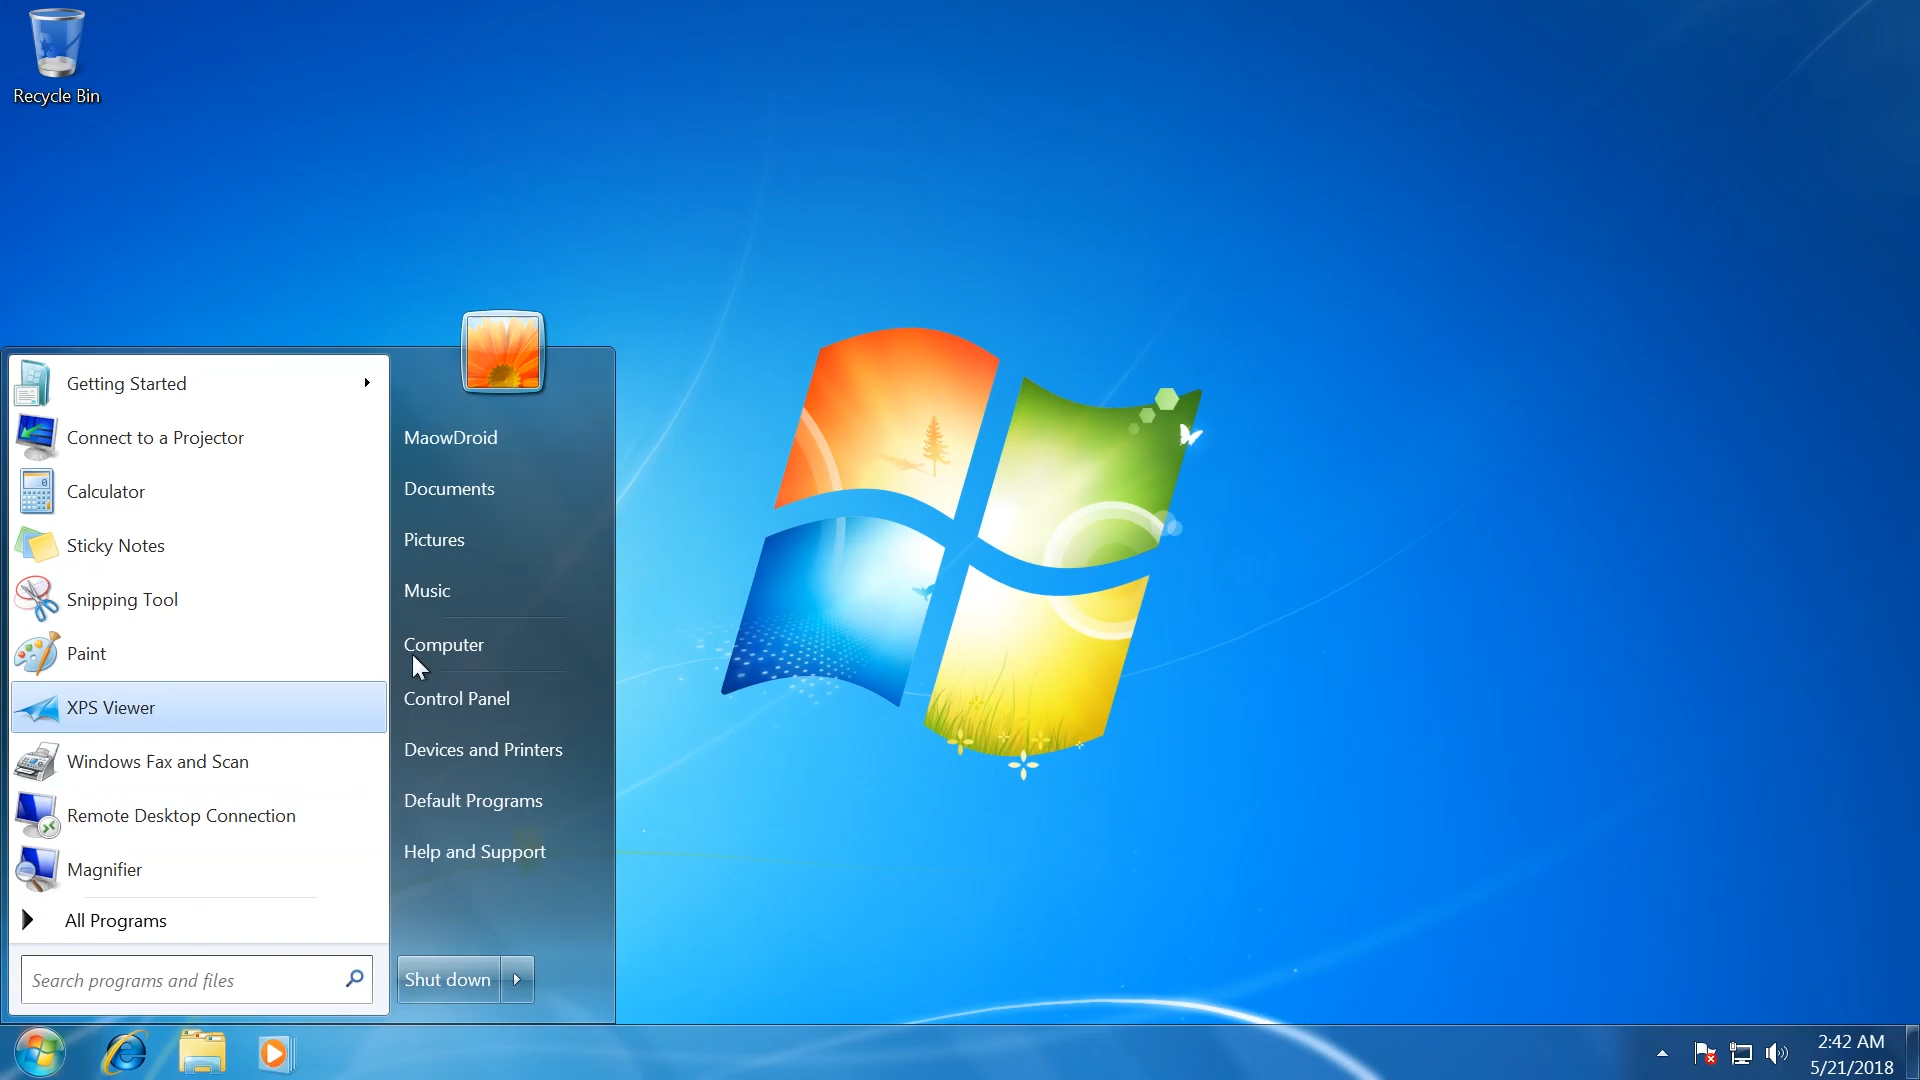 Recycle Bin
Getting Started
Connect to a Projector
Calculator
Sticky Notes
Snipping Tool
Paint
XPS Viewer
Windows Fax and Scan
Remote Desktop Connection
Magnifier
All Programs
Search programs and files
MaowDroid
Documents
Pictures
Music
Computer
Control Panel
Devices and Printers
Default Programs
Help and Support
Shut down
2:42 AM
5/21/2018